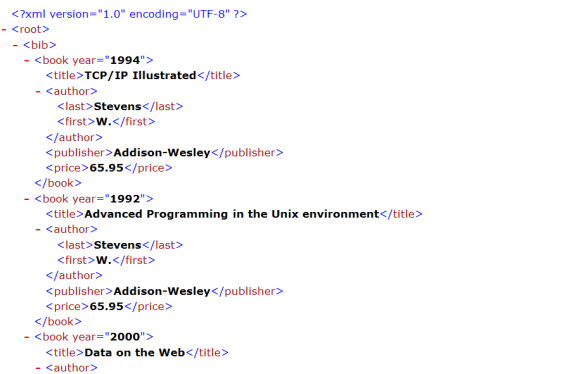 <?xml version="1.0" encoding="UTF-8" ?>
- <root>
- <bib>
- <book year="1994">
<title>TCP/IP Illustrated</title>
- <author>
<last>Stevens</last>
<first>W.</first>
</author>
<publisher>Addison-Wesley</publisher>
<price>65.95</price>
</book>
- <book year="1992">
<title>Advanced Programming in the Unix environment</title>
- <author>
<last>Stevens</last>
<first>W.</first>
</author>
<publisher>Addison-Wesley</publisher>
<price>65.95</price>
</book>
- <book year="2000">
<title>Data on the Web</title>
- <author>